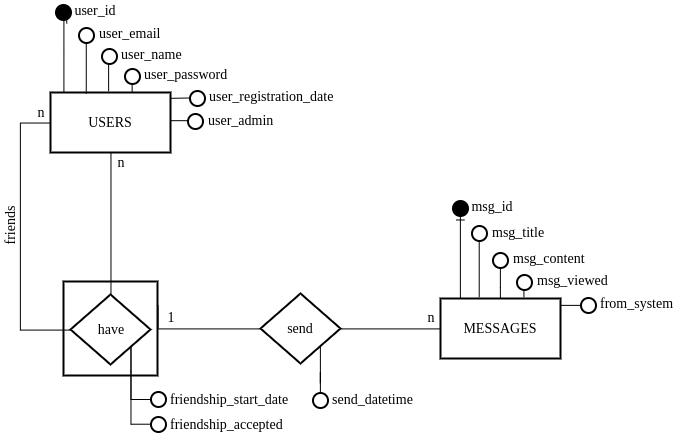 user_id
user_email
user_name
user_password
user_registration_date
user_admin
n
USERS
n
friends
msg_id
msg_title
msg_content
msg_viewed
from_system
have
1
send
n
MESSAGES
friendship_start_date
send_datetime
friendship_accepted